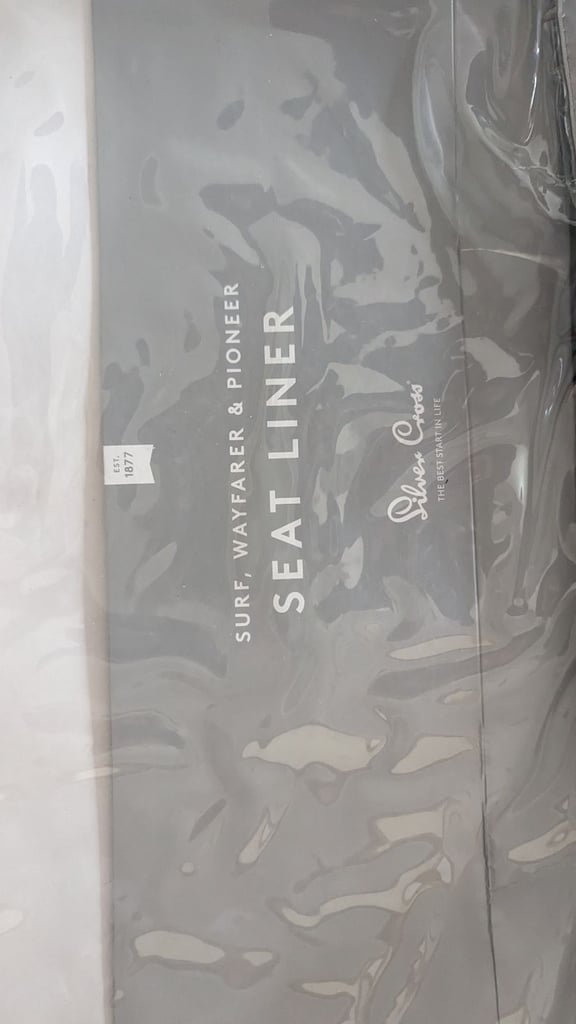 EST.
1877
SURF, WAYFARER & PIONEER
SEAT LINER
Silver Cross
THE BEST START IN LIFE